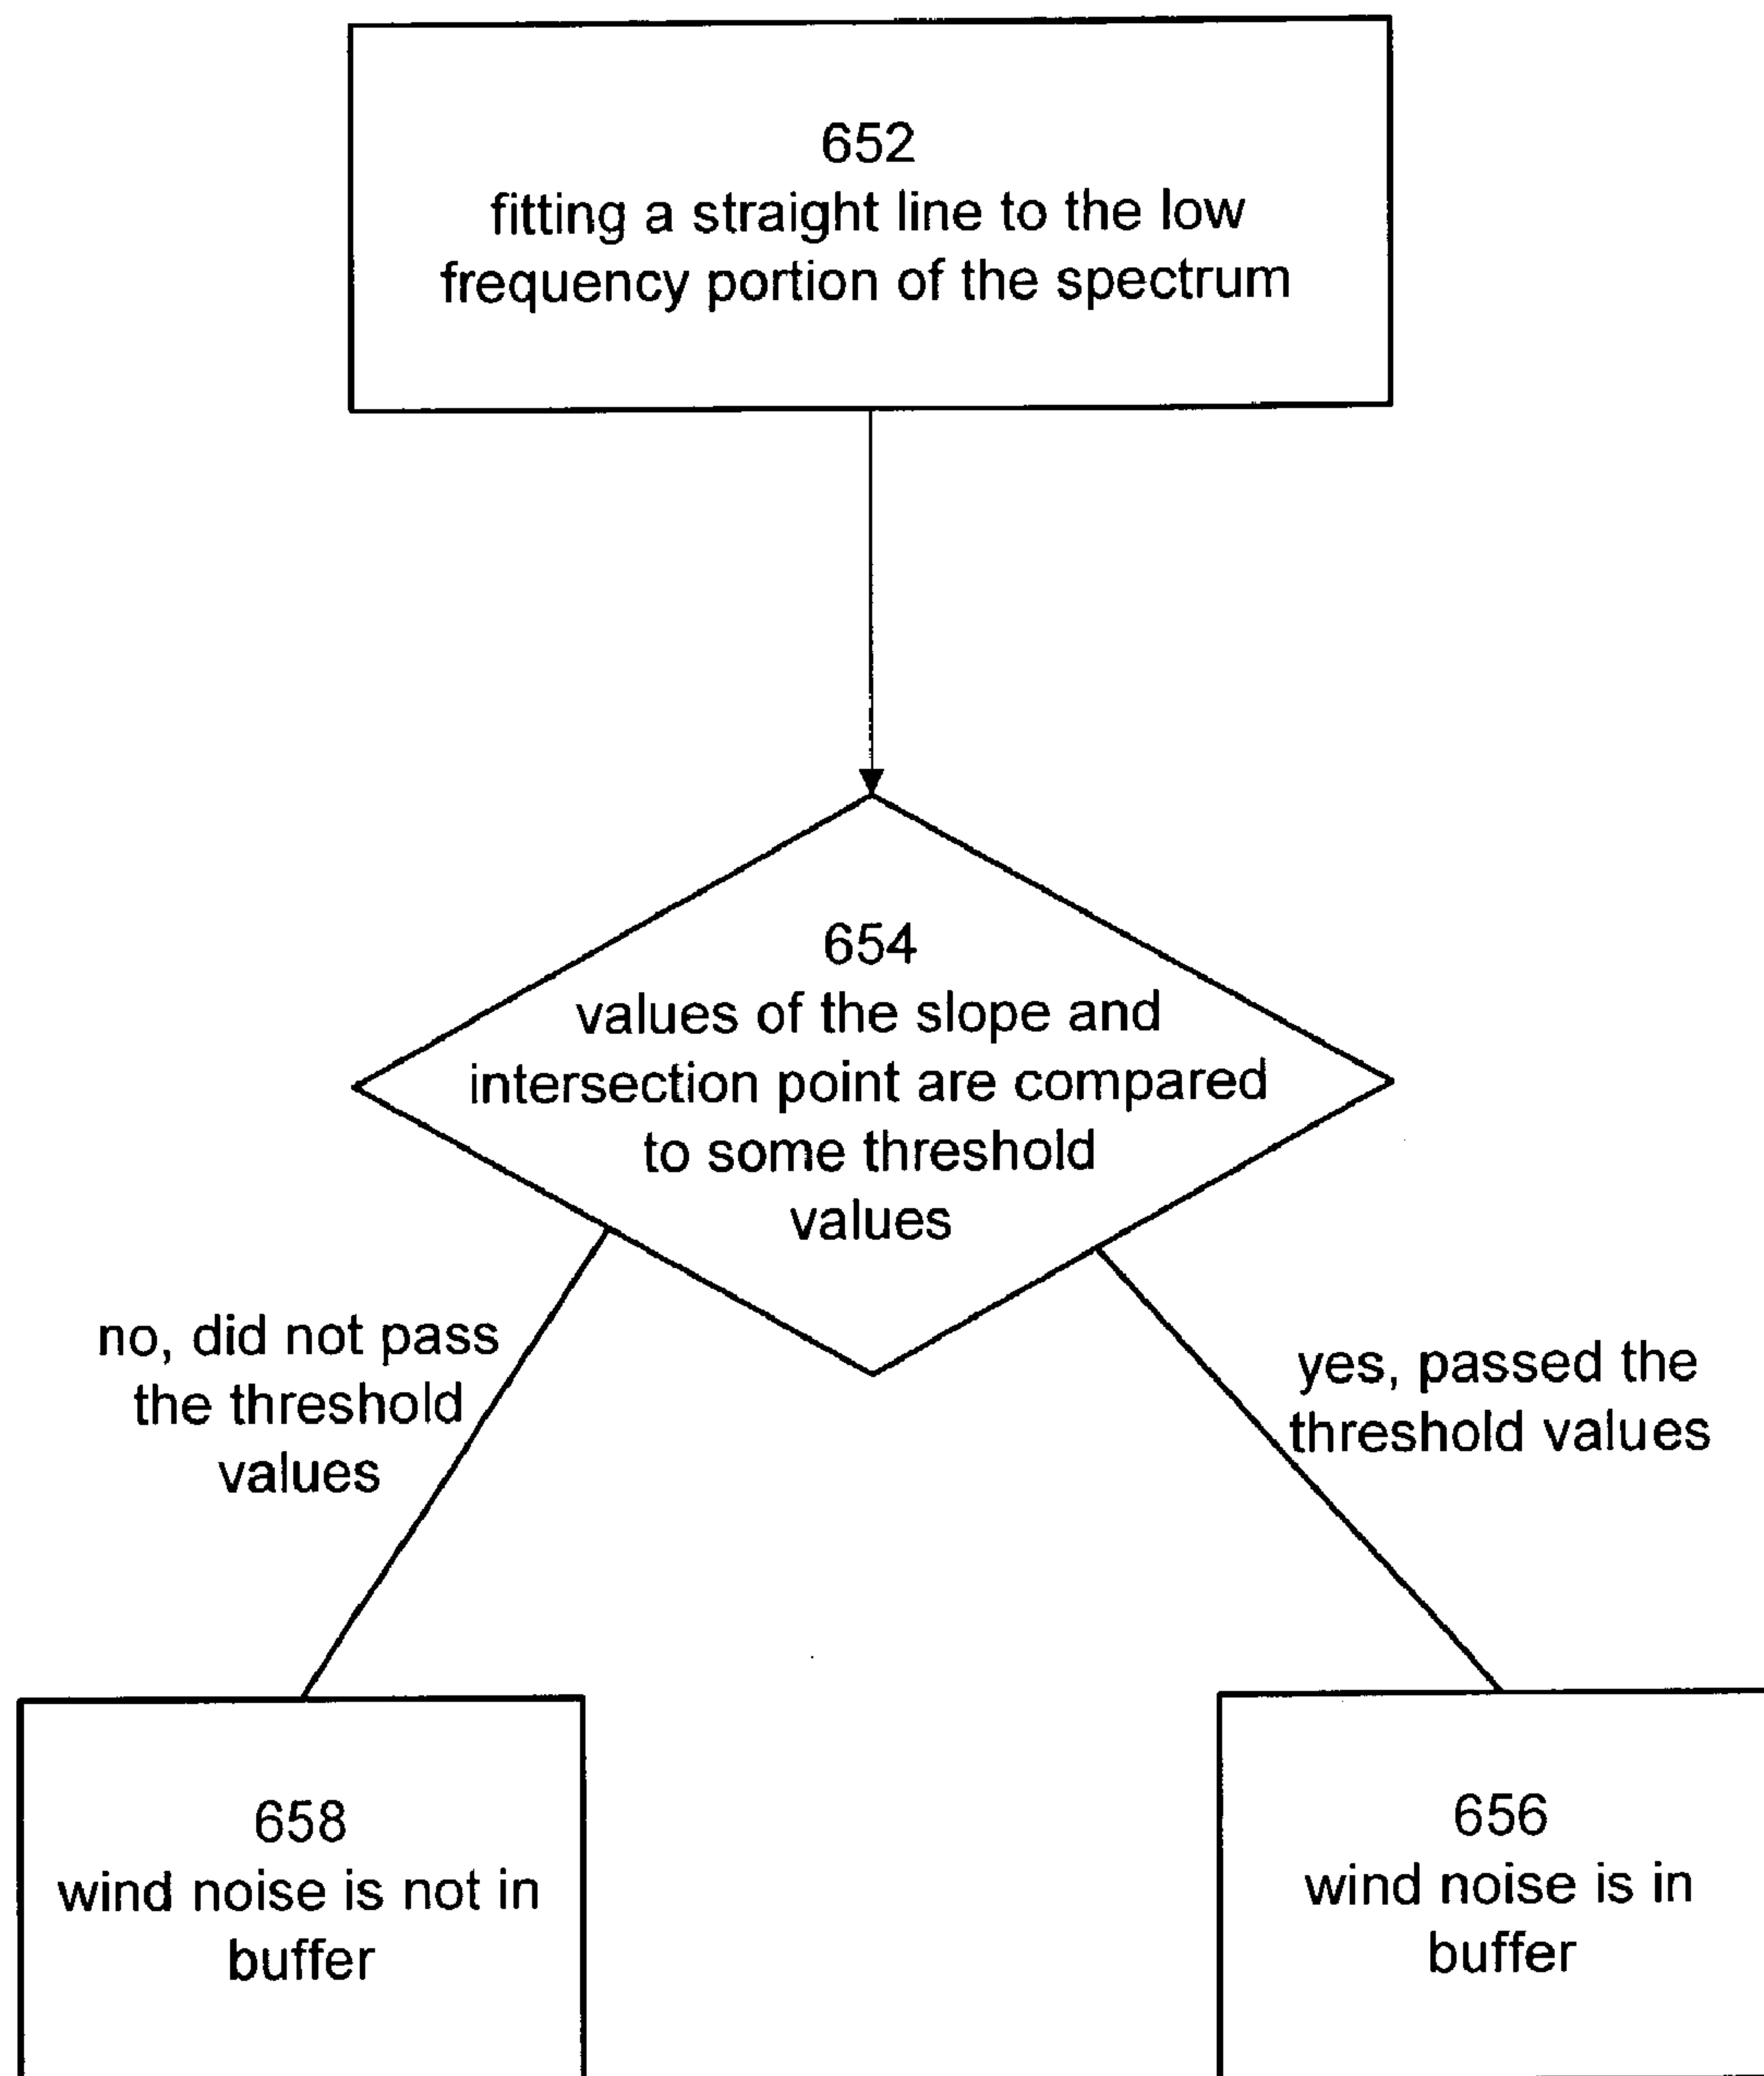 652
fitting a straight line to the low
frequency portion of the spectrum
654
values of the slope and
intersection point are compared
to some threshold
values
no, did not pass
the threshold
values
yes, passed the
threshold values
658
wind noise is not in
buffer
656
wind noise is in
buffer